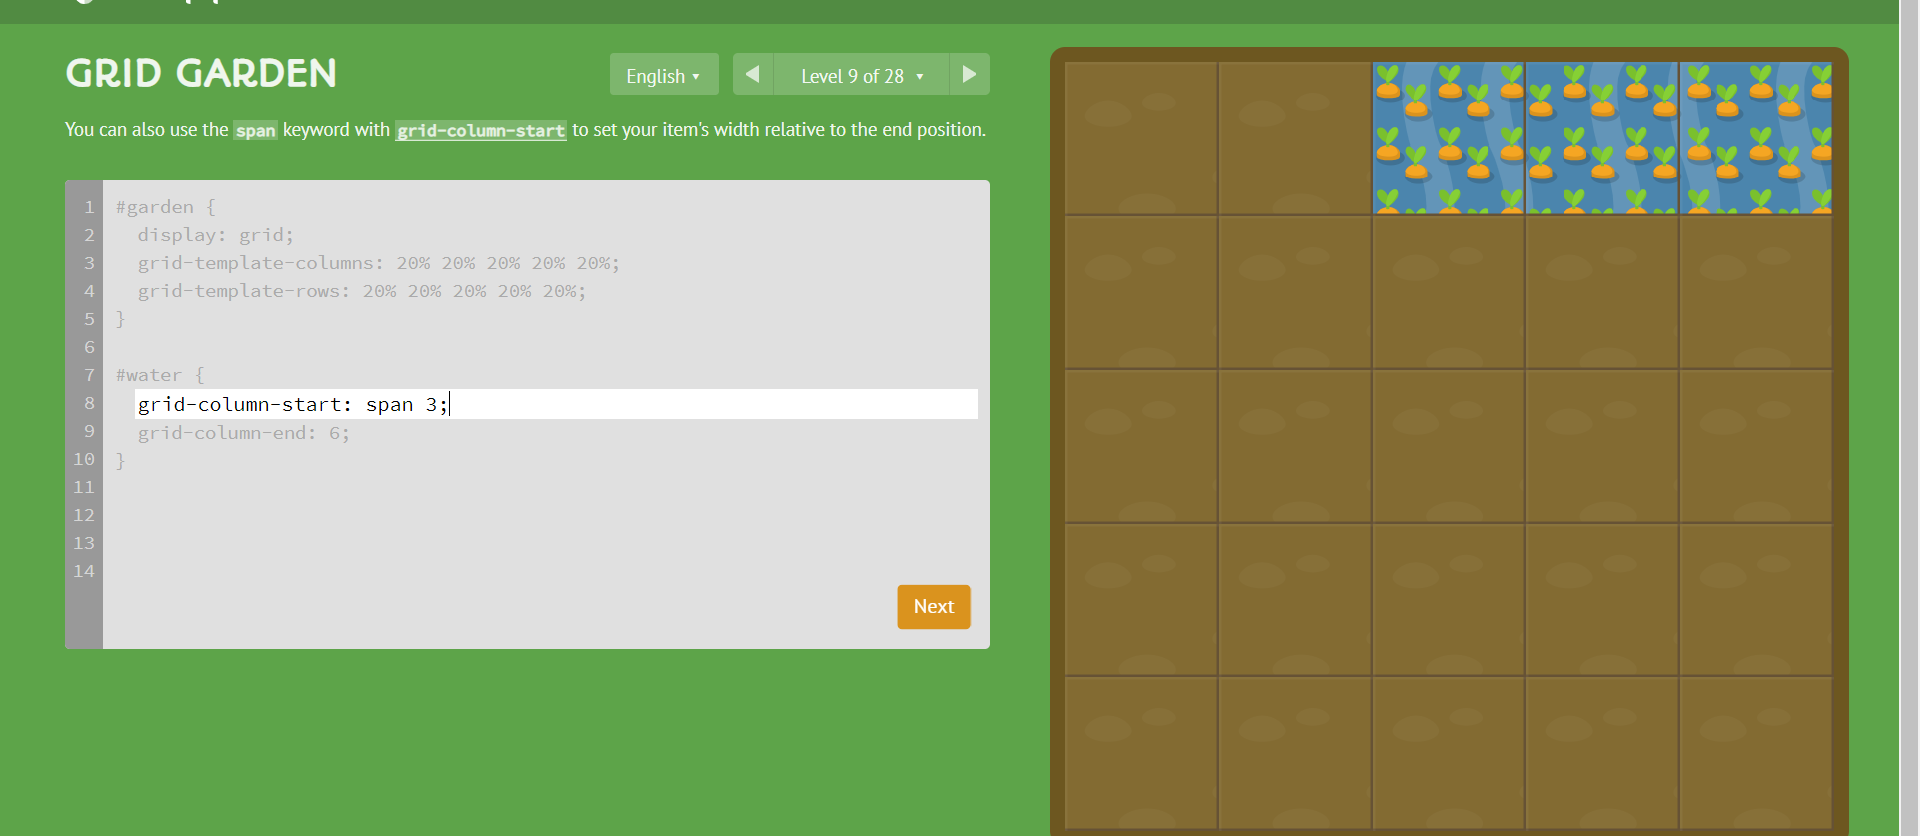 GRID GARDEN
English ▾
Level 9 of 28 ▾
You can also use the span keyword with grid-column-start to set your item's width relative to the end position.
1 #garden {
2 display: grid;
3 grid-template-columns: 20% 20% 20% 20% 20%;
4 grid-template-rows: 20% 20% 20% 20% 20%;
5 }
6
7 #water {
8 grid-column-start: span 3;
9 grid-column-end: 6;
10 }
11
12
13
14
Next